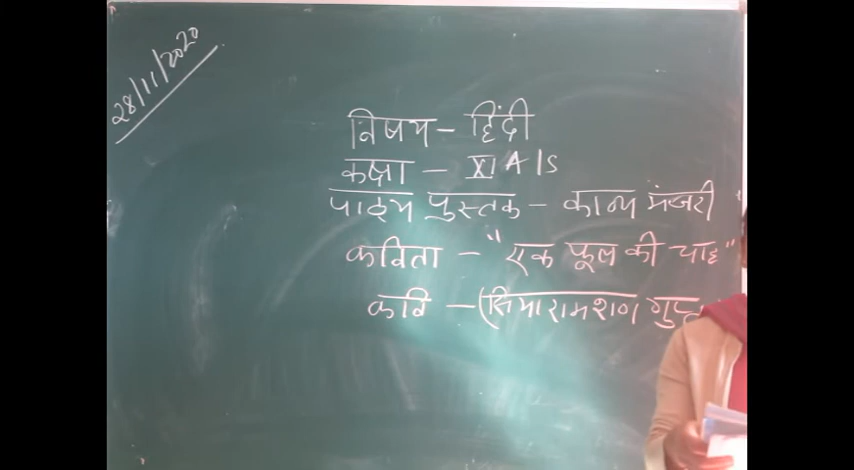 28/11/2020
विषय - हिंदी
कक्षा - XI A/S
पाठ्य पुस्तक - काव्य मंजरी
कविता - "एक फूल की चाह"
कवि - (सियारामशरण गुप्त